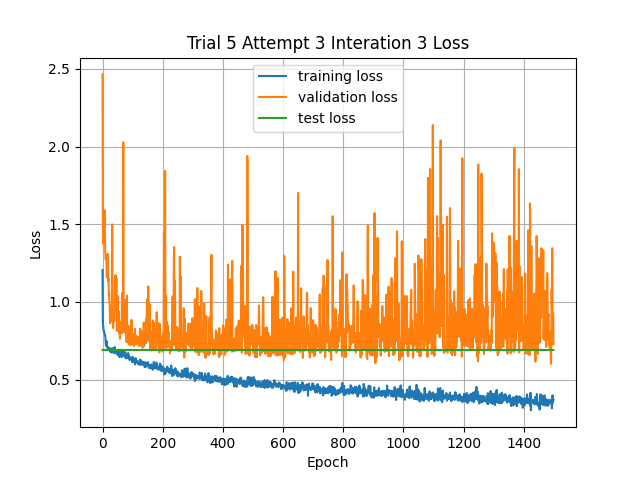 Trial 5 Attempt 3 Interation 3 Loss
training loss
validation loss
test loss
2.5
2.0
1.5
1.0
0.5
Loss
0 200 400 600 800 1000 1200 1400
Epoch